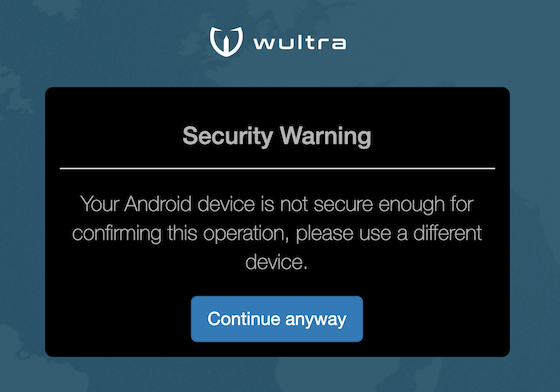 wultra
Security Warning
Your Android device is not secure enough for
confirming this operation, please use a different
device.
Continue anyway